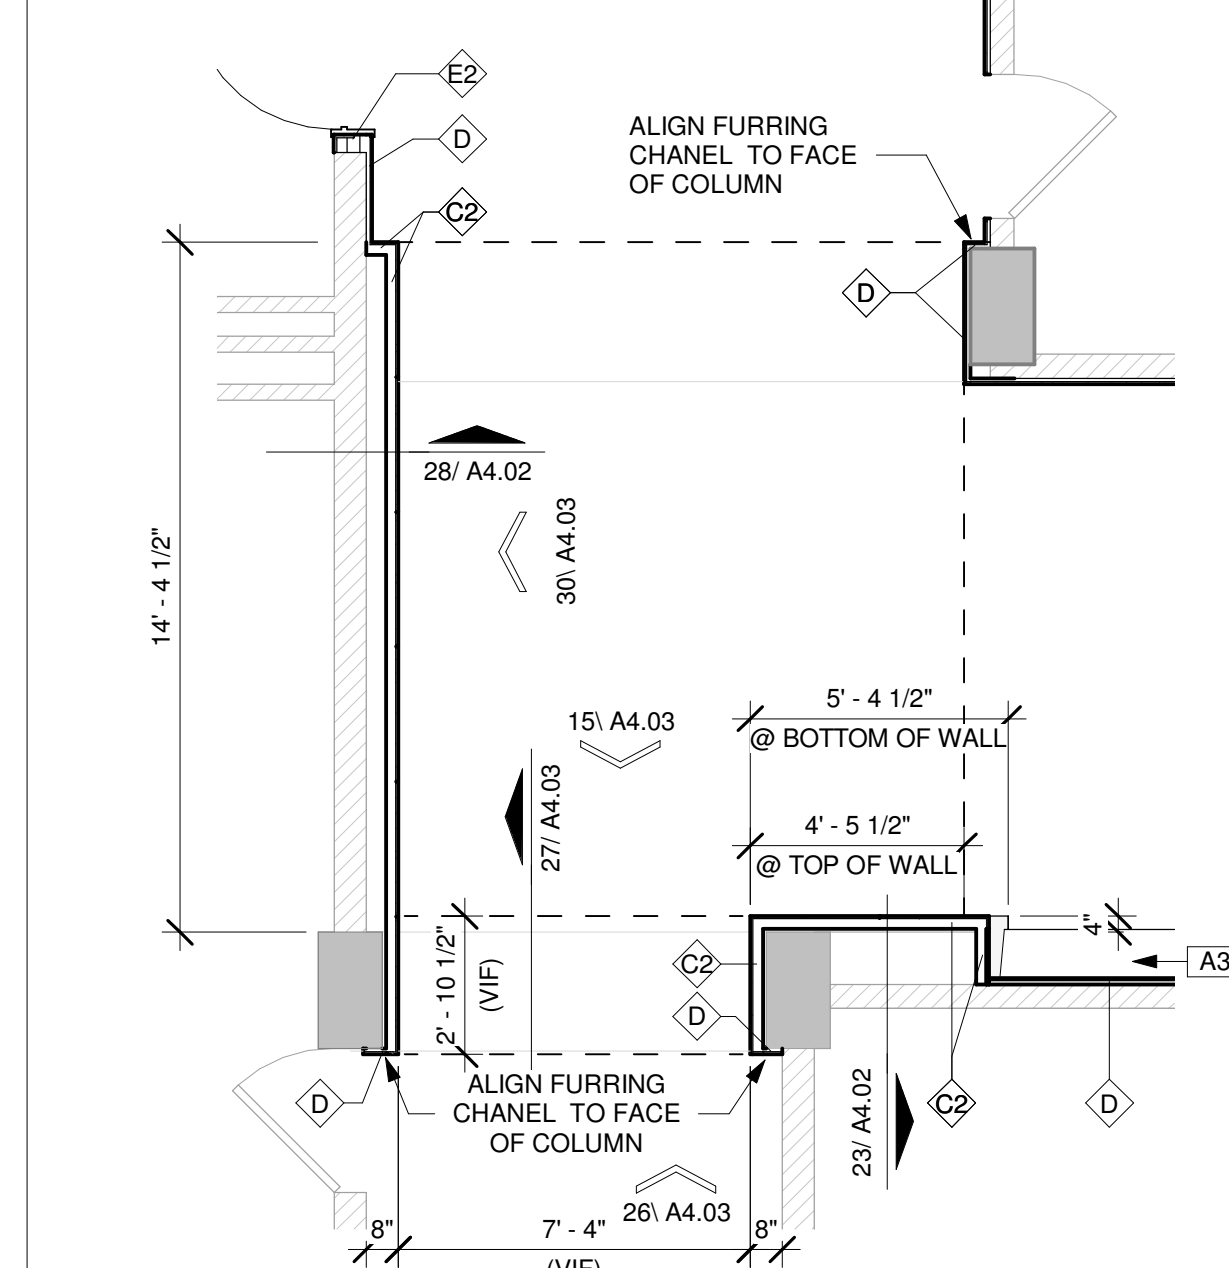 E2
D
C2
ALIGN FURRING
CHANEL TO FACE
OF COLUMN
D
28/ A4.02
30\ A4.03
14' - 4 1/2"
5' - 4 1/2"
@ BOTTOM OF WALL
15\ A4.03
27/ A4.03
4' - 5 1/2"
@ TOP OF WALL
4"
2' - 10 1/2"
(VIF)
C2
A3
D
ALIGN FURRING
CHANEL TO FACE
OF COLUMN
D
23/ A4.02
C2
D
26\ A4.03
8"
7' - 4"
8"
(VIF)